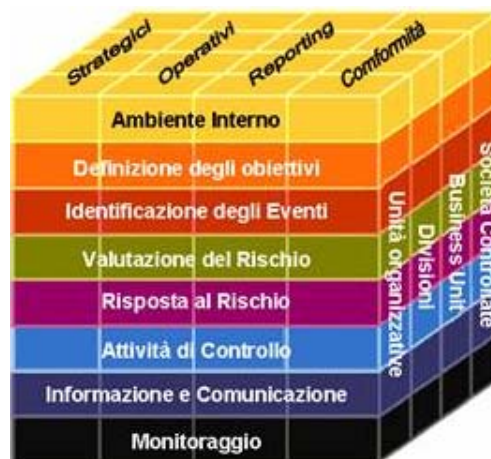 Strategici
Operativi
Reporting
Comformità
Ambiente Interno
Definizione degli obiettivi
Identificazione degli Eventi
Valutazione del Rischio
Risposta al Rischio
Attività di Controllo
Informazione e Comunicazione
Monitoraggio
Unità organizzative
Divisioni
Business Unit
Società Controllate